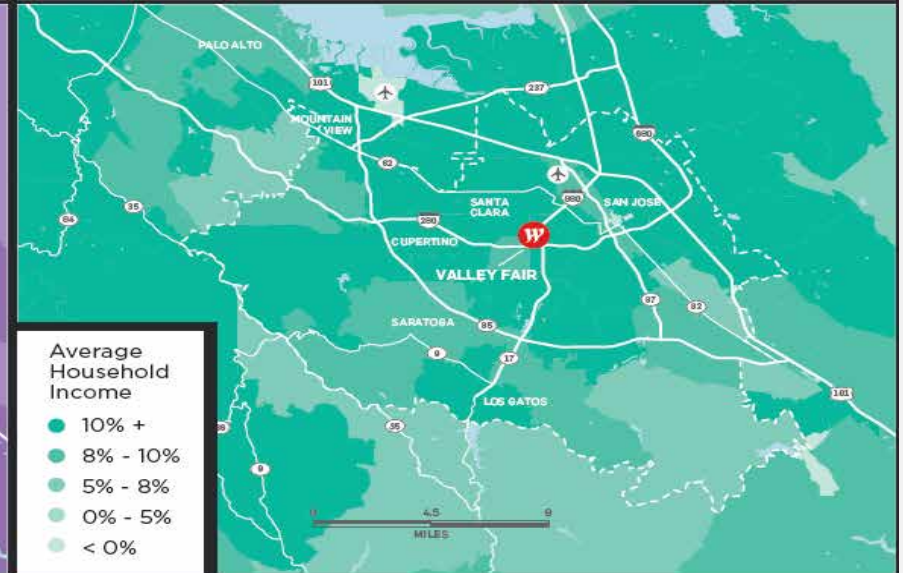 PALO ALTO
101
237
MOUNTAIN
VIEW
880
82
84
35
SANTA
CLARA
880
SAN JOSE
280
CUPERTINO
W
VALLEY FAIR
87
82
SARATOGA
85
9
17
101
LOS GATOS
35
9
Average
Household
Income
10% +
8% - 10%
5% - 8%
0% - 5%
< 0%
0 4.5 9
MILES